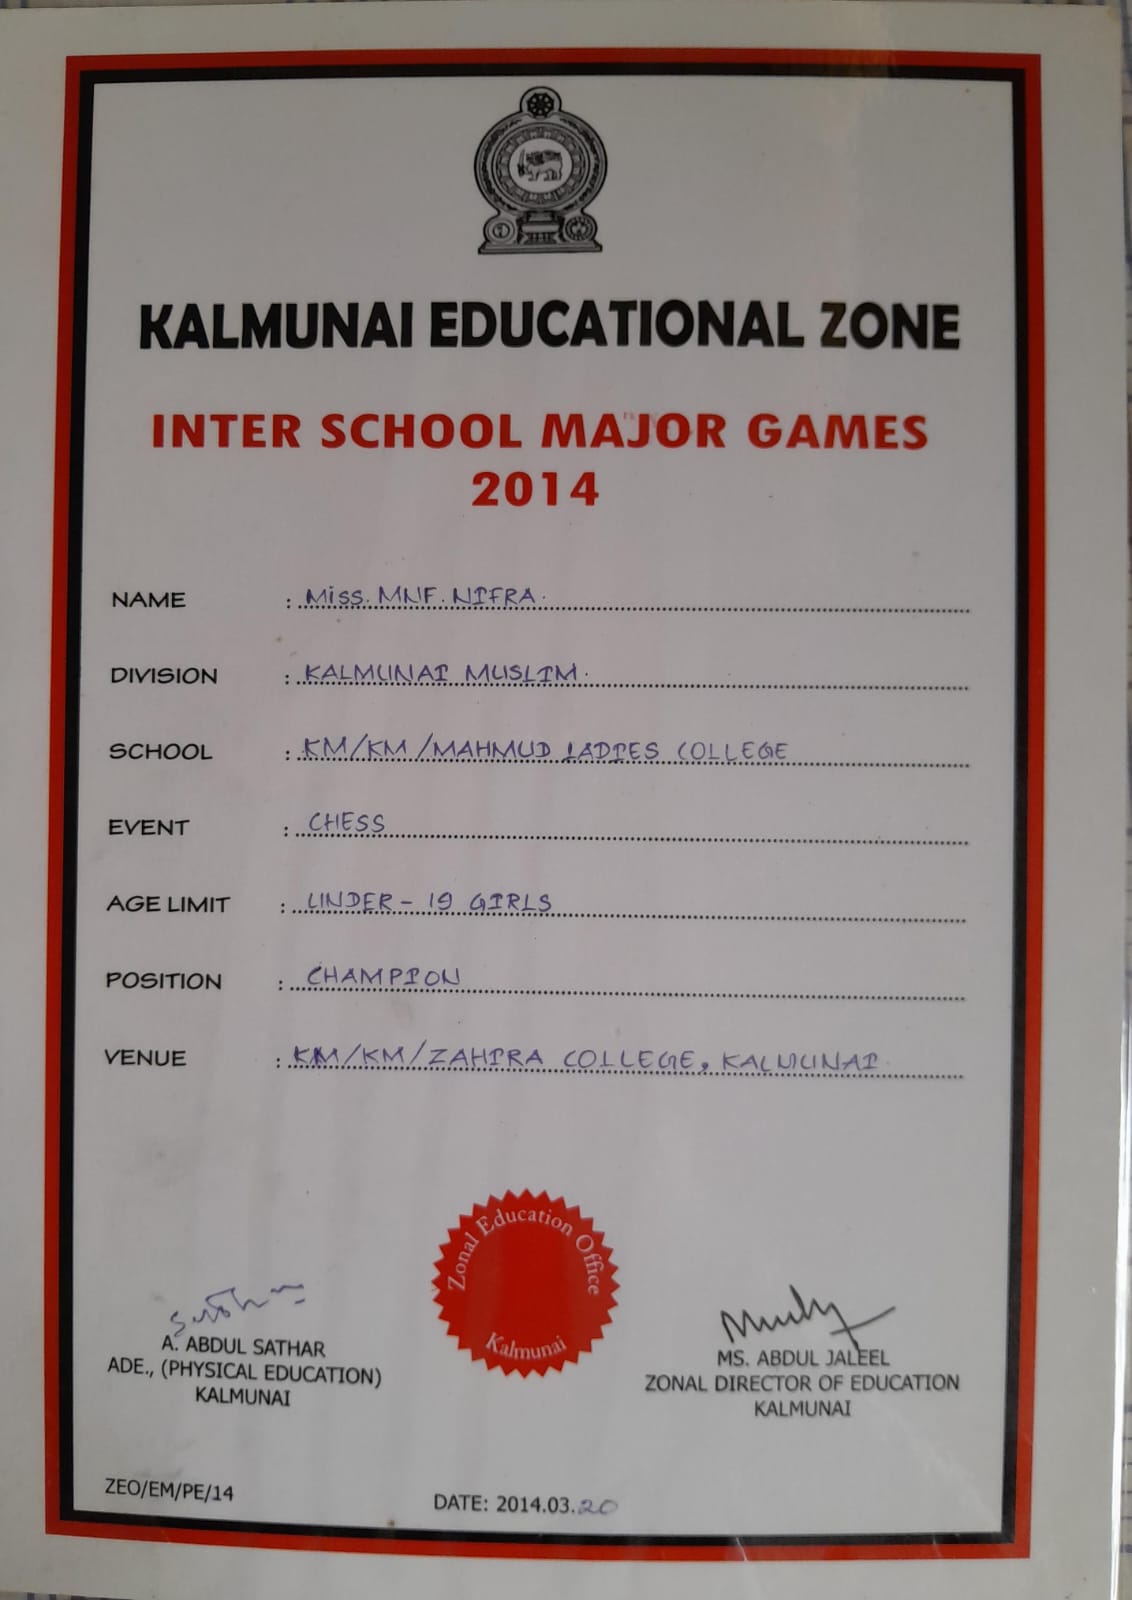 KALMUNAI EDUCATIONAL ZONE
INTER SCHOOL MAJOR GAMES
2014
NAME : Miss. MNF. NIFRA.
DIVISION : KALMUNAI MUSLIM.
SCHOOL : KM/KM/MAHMUD LADIES COLLEGE
EVENT : CHESS
AGE LIMIT : UNDER - 19 GIRLS
POSITION : CHAMPION
VENUE : KM/KM/ZAHIRA COLLEGE, KALMUNAI.
Zonal Education Office
Kalmunai
A. ABDUL SATHAR
ADE., (PHYSICAL EDUCATION)
KALMUNAI
MS. ABDUL JALEEL
ZONAL DIRECTOR OF EDUCATION
KALMUNAI
ZEO/EM/PE/14
DATE: 2014.03.20